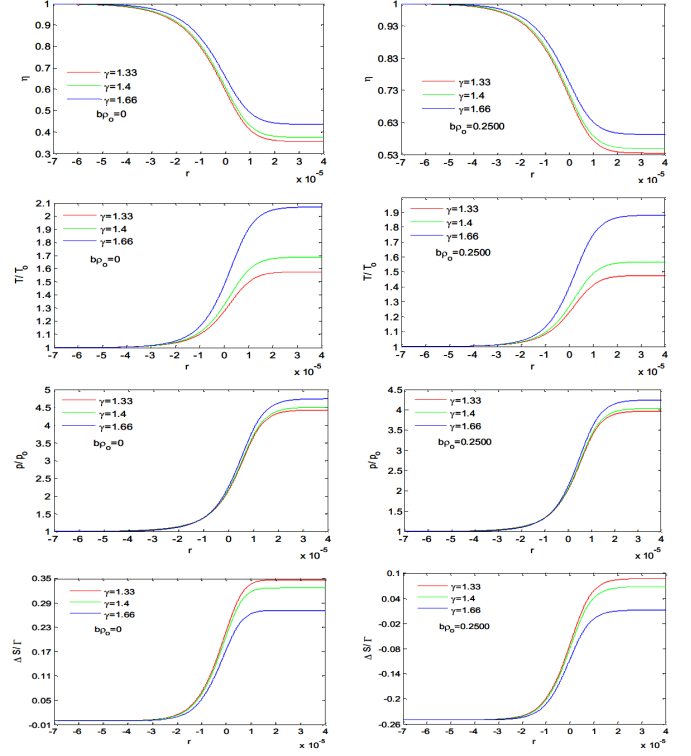 1
0.9
0.8
0.7
0.6
0.5
0.4
0.3
η
γ=1.33
γ=1.4
γ=1.66
bρo=0
-7 -6 -5 -4 -3 -2 -1 0 1 2 3 4
r
x 10-5
1
0.93
0.83
0.73
0.63
0.53
η
γ=1.33
γ=1.4
γ=1.66
bρo=0.2500
-7 -6 -5 -4 -3 -2 -1 0 1 2 3 4
r
x 10-5
2.1
2
1.9
1.8
1.7
1.6
1.5
1.4
1.3
1.2
1.1
1
T/T0
γ=1.33
γ=1.4
γ=1.66
bρo=0
-7 -6 -5 -4 -3 -2 -1 0 1 2 3 4
r
x 10-5
1.9
1.8
1.7
1.6
1.5
1.4
1.3
1.2
1.1
1
T/T0
γ=1.33
γ=1.4
γ=1.66
bρo=0.2500
-7 -6 -5 -4 -3 -2 -1 0 1 2 3 4
r
x 10-5
5
4.5
4
3.5
3
2.5
2
1.5
1
p/p0
γ=1.33
γ=1.4
γ=1.66
bρo=0
-7 -6 -5 -4 -3 -2 -1 0 1 2 3 4
r
x 10-5
4.5
4
3.5
3
2.5
2
1.5
1
p/p0
γ=1.33
γ=1.4
γ=1.66
bρo=0.2500
-7 -6 -5 -4 -3 -2 -1 0 1 2 3 4
r
x 10-5
0.35
0.29
0.23
0.17
0.11
0.05
-0.01
Δ S/Γ
γ=1.33
γ=1.4
γ=1.66
bρo=0
-7 -6 -5 -4 -3 -2 -1 0 1 2 3 4
r
x 10-5
0.1
0.04
-0.02
-0.08
-0.14
-0.2
-0.26
Δ S/Γ
γ=1.33
γ=1.4
γ=1.66
bρo=0.2500
-7 -6 -5 -4 -3 -2 -1 0 1 2 3 4
r
x 10-5